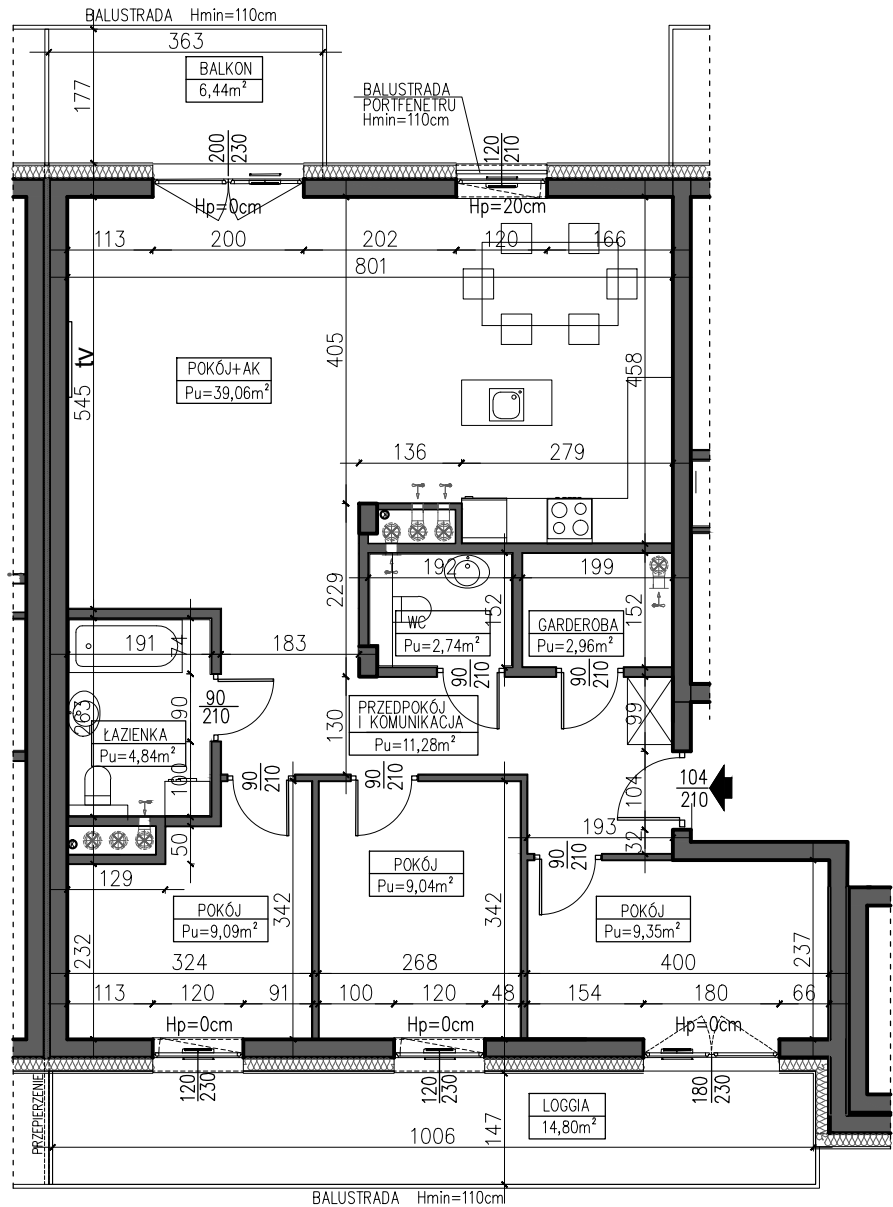 BALUSTRADA Hmin=110cm
363
BALKON
6,44m²
177
BALUSTRADA
PORTFENETRU
Hmin=110cm
200
230
120
210
Hp=0cm
Hp=20cm
113
200
202
120
166
801
tv
545
405
458
POKÓJ+AK
Pu=39,06m²
136
279
229
192
152
199
152
WC
Pu=2,74m²
GARDEROBA
Pu=2,96m²
191
74
183
90
210
90
210
90
210
263
90
100
ŁAZIENKA
Pu=4,84m²
PRZEDPOKÓJ
I KOMUNIKACJA
Pu=11,28m²
130
99
104
104
210
90
210
90
210
193
32
90
210
50
129
POKÓJ
Pu=9,04m²
POKÓJ
Pu=9,09m²
POKÓJ
Pu=9,35m²
342
342
232
237
324
268
400
113
120
91
100
120
48
154
180
66
Hp=0cm
Hp=0cm
Hp=0cm
120
230
120
230
180
230
PRZEPIERZENIE
LOGGIA
14,80m²
1006
147
BALUSTRADA Hmin=110cm